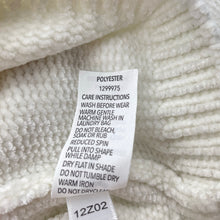 POLYESTER
1299975
CARE INSTRUCTIONS
WASH BEFORE WEAR
WARM GENTLE
MACHINE WASH IN
LAUNDRY BAG
DO NOT BLEACH,
SOAK OR RUB
REDUCED SPIN
PULL INTO SHAPE
WHILE DAMP
DRY FLAT IN SHADE
DO NOT TUMBLE DRY
WARM IRON
12Z02